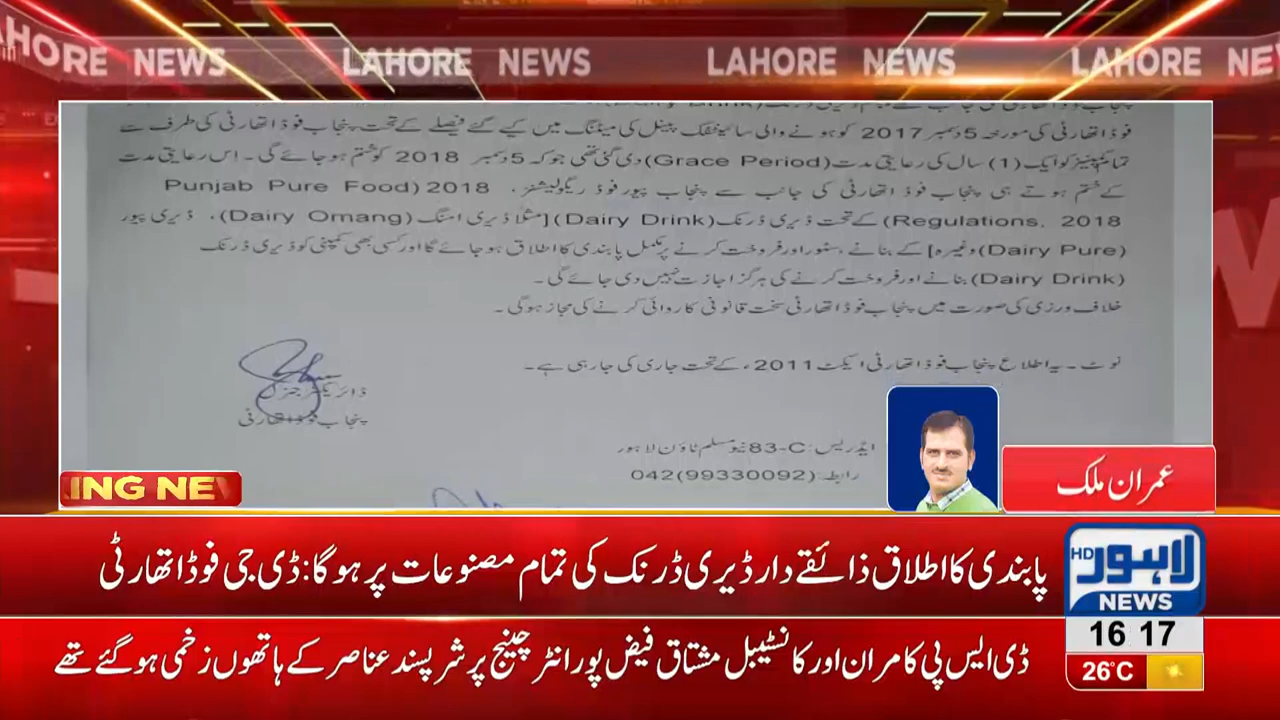 LAHORE NEWS LAHORE NEWS LAHORE NEWS LAHORE NE
فوڈ اتھارٹی کی مورخہ 5 دسمبر 2017 کو ہونے والی سائینٹفک پینل کی میٹنگ میں کیے گئے فیصلے کے تحت پنجاب فوڈ اتھارٹی کی طرف سے
تمام کمپنیز کو ایک (1) سال کی رعایتی مدت (Grace Period) دی گئی تھی جو کہ 5 دسمبر 2018 کو ختم ہو جائے گی۔ اس رعایتی مدت
کے ختم ہوتے ہی پنجاب فوڈ اتھارٹی کی جانب سے پنجاب پیور فوڈ ریگولیشنز، 2018 (Punjab Pure Food
Regulations, 2018) کے تحت ڈیری ڈرنک (Dairy Drink) [مثلاً ڈیری امنگ (Dairy Omang)، ڈیری پیور
(Dairy Pure) وغیرہ] کے بنانے، سٹور اور فروخت کرنے پر مکمل پابندی کا اطلاق ہو جائے گا اور کسی بھی کمپنی کو ڈیری ڈرنک
(Dairy Drink) بنانے اور فروخت کرنے کی ہرگز اجازت نہیں دی جائے گی۔
خلاف ورزی کی صورت میں پنجاب فوڈ اتھارٹی سخت قانونی کاروائی کرنے کی مجاز ہوگی۔
نوٹ۔ یہ اطلاع پنجاب فوڈ اتھارٹی ایکٹ 2011ء کے تحت جاری کی جارہی ہے۔
ڈائریکٹر جنرل
پنجاب فوڈ اتھارٹی
ایڈریس: 83-C نیو مسلم ٹاؤن لاہور
رابطہ: 042(99330092)
عمران ملک
ING NEW
پابندی کا اطلاق ذائقے دار ڈیری ڈرنک کی تمام مصنوعات پر ہوگا: ڈی جی فوڈ اتھارٹی
HD لاہور
NEWS
16 17
26°C
ڈی ایس پی کامران اور کانسٹیبل مشتاق فیض پور انٹر چینج پر شرپسند عناصر کے ہاتھوں زخمی ہو گئے تھے